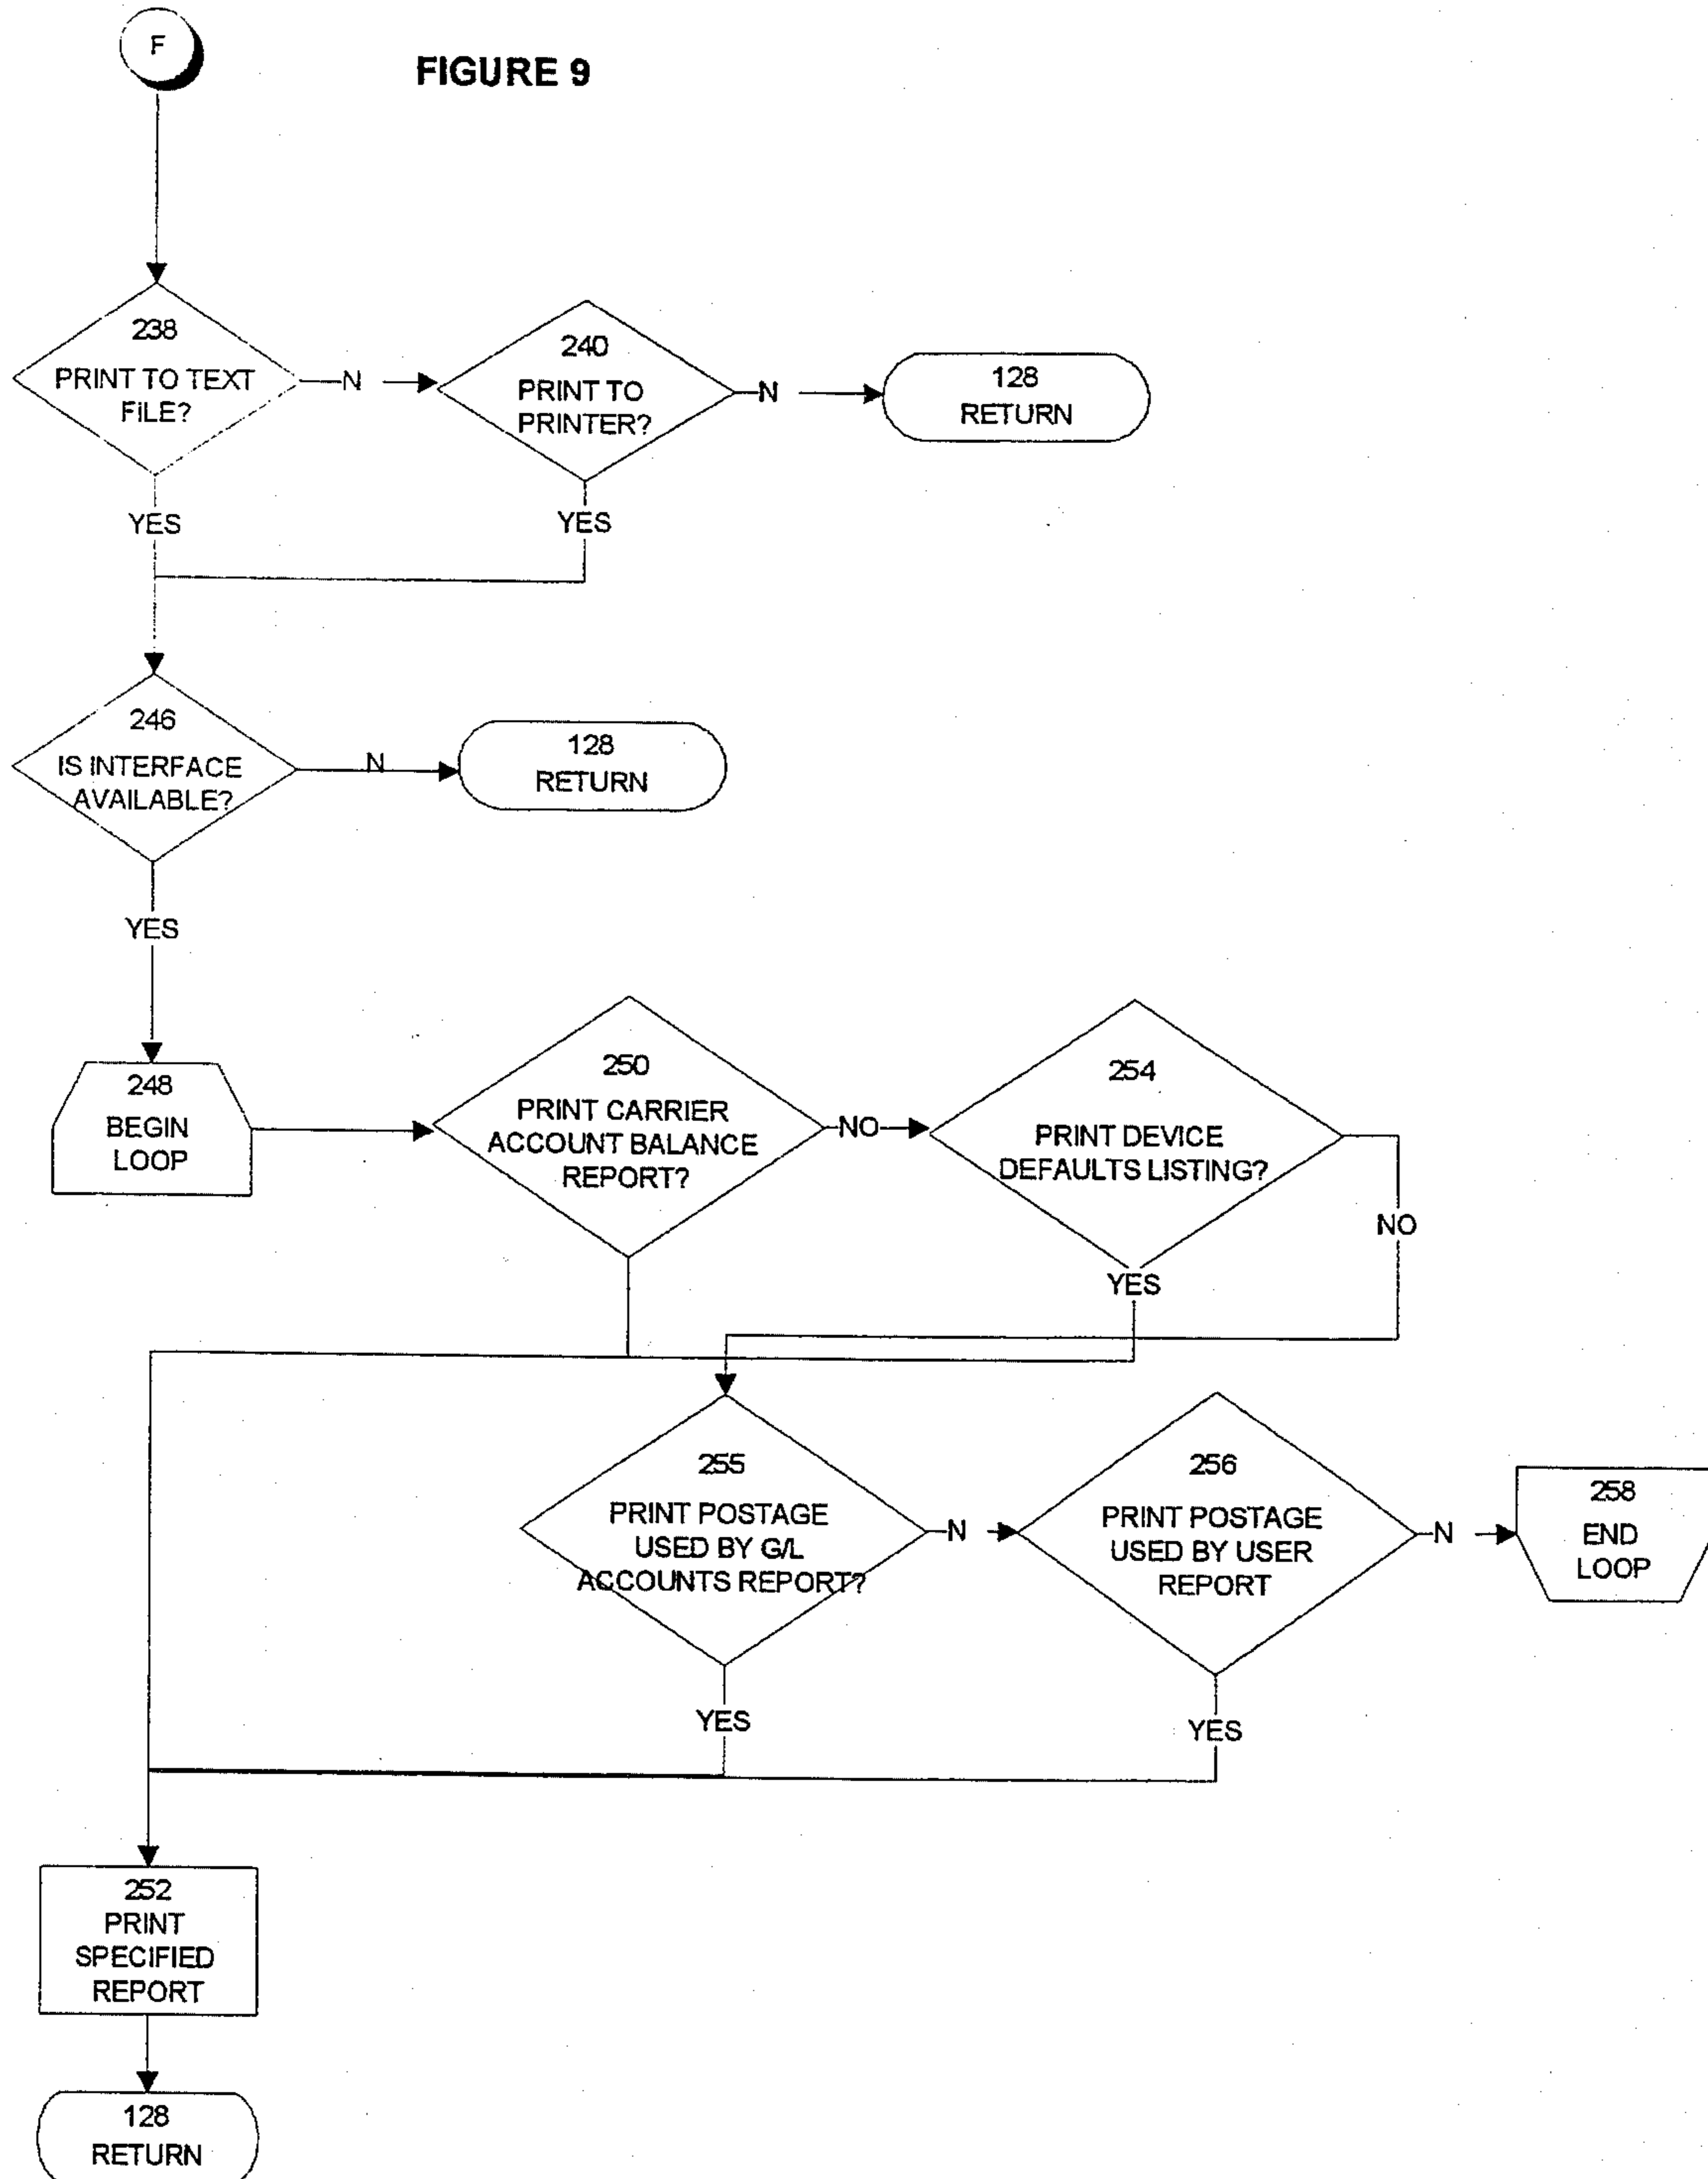 F
FIGURE 9
238
PRINT TO TEXT
FILE?
N
240
PRINT TO
PRINTER?
N
128
RETURN
YES
YES
246
IS INTERFACE
AVAILABLE?
N
128
RETURN
YES
248
BEGIN
LOOP
250
PRINT CARRIER
ACCOUNT BALANCE
REPORT?
NO
254
PRINT DEVICE
DEFAULTS LISTING?
NO
YES
255
PRINT POSTAGE
USED BY G/L
ACCOUNTS REPORT?
N
256
PRINT POSTAGE
USED BY USER
REPORT
N
258
END
LOOP
YES
YES
252
PRINT
SPECIFIED
REPORT
128
RETURN